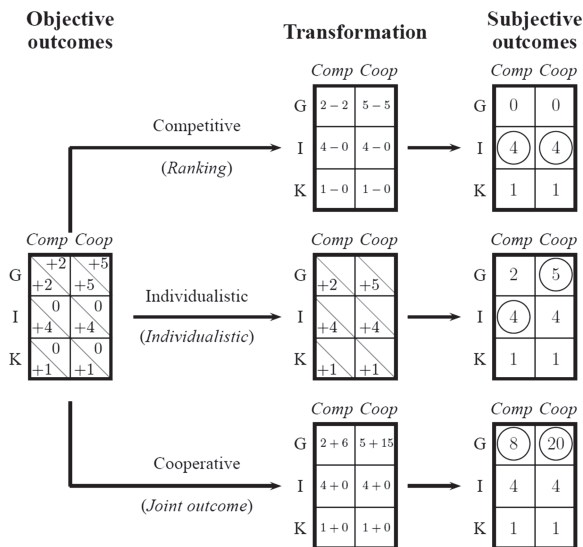 Objective
outcomes
Transformation
Subjective
outcomes
Comp Coop
Comp Coop
G 2 − 2 5 − 5
G 0 0
Competitive
I 4 − 0 4 − 0
I 4 4
(Ranking)
K 1 − 0 1 − 0
K 1 1
Comp Coop
Comp Coop
Comp Coop
G +2 +5
+2 +5
G +2 +5
G 2 5
Individualistic
I 0 0
+4 +4
I +4 +4
I 4 4
(Individualistic)
K 0 0
+1 +1
K +1 +1
K 1 1
Comp Coop
Comp Coop
G 2 + 6 5 + 15
G 8 20
Cooperative
I 4 + 0 4 + 0
I 4 4
(Joint outcome)
K 1 + 0 1 + 0
K 1 1